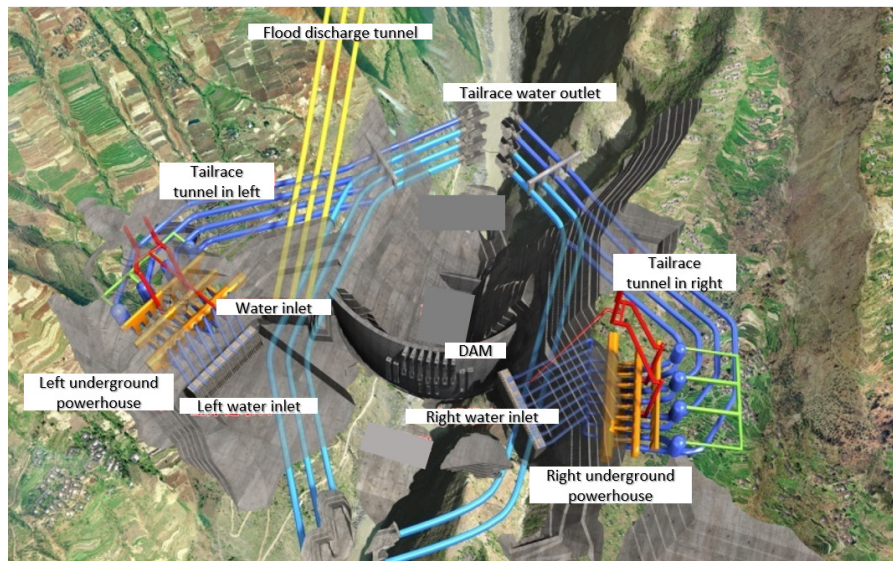 Flood discharge tunnel
Tailrace water outlet
Tailrace
tunnel in left
Tailrace
tunnel in right
Water inlet
DAM
Left underground
powerhouse
Left water inlet
Right water inlet
Right underground
powerhouse